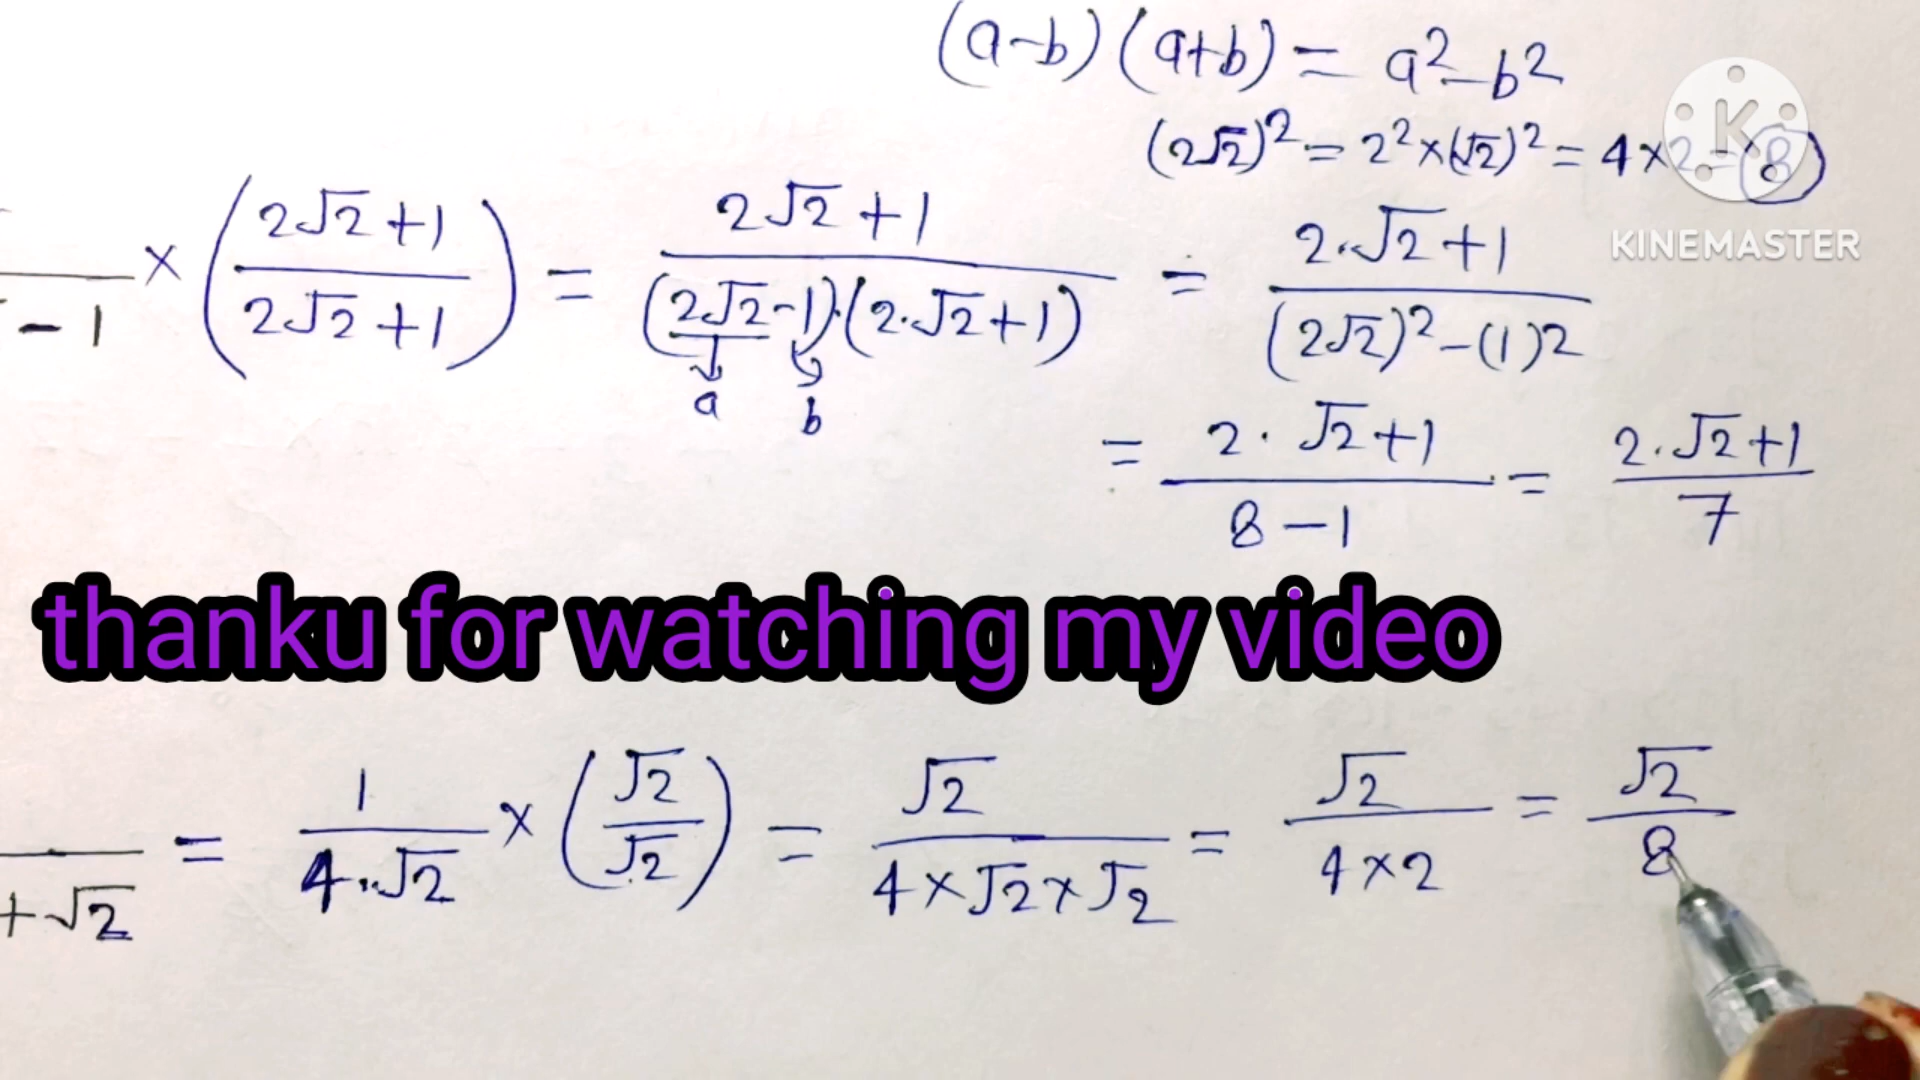 (a-b) (a+b) = a²-b²
(2√2)² = 2²×(√2)² = 4×2 = 8
KINEMASTER
-1 × ((2√2+1)/(2√2+1)) = (2√2+1)/((2√2-1)·(2·√2+1)) = (2·√2+1)/((2√2)²-(1)²)
a b
= (2·√2+1)/(8-1) = (2·√2+1)/7
thanku for watching my video
+√2 = 1/(4·√2) × (√2/√2) = √2/(4×√2×√2) = √2/(4×2) = √2/8